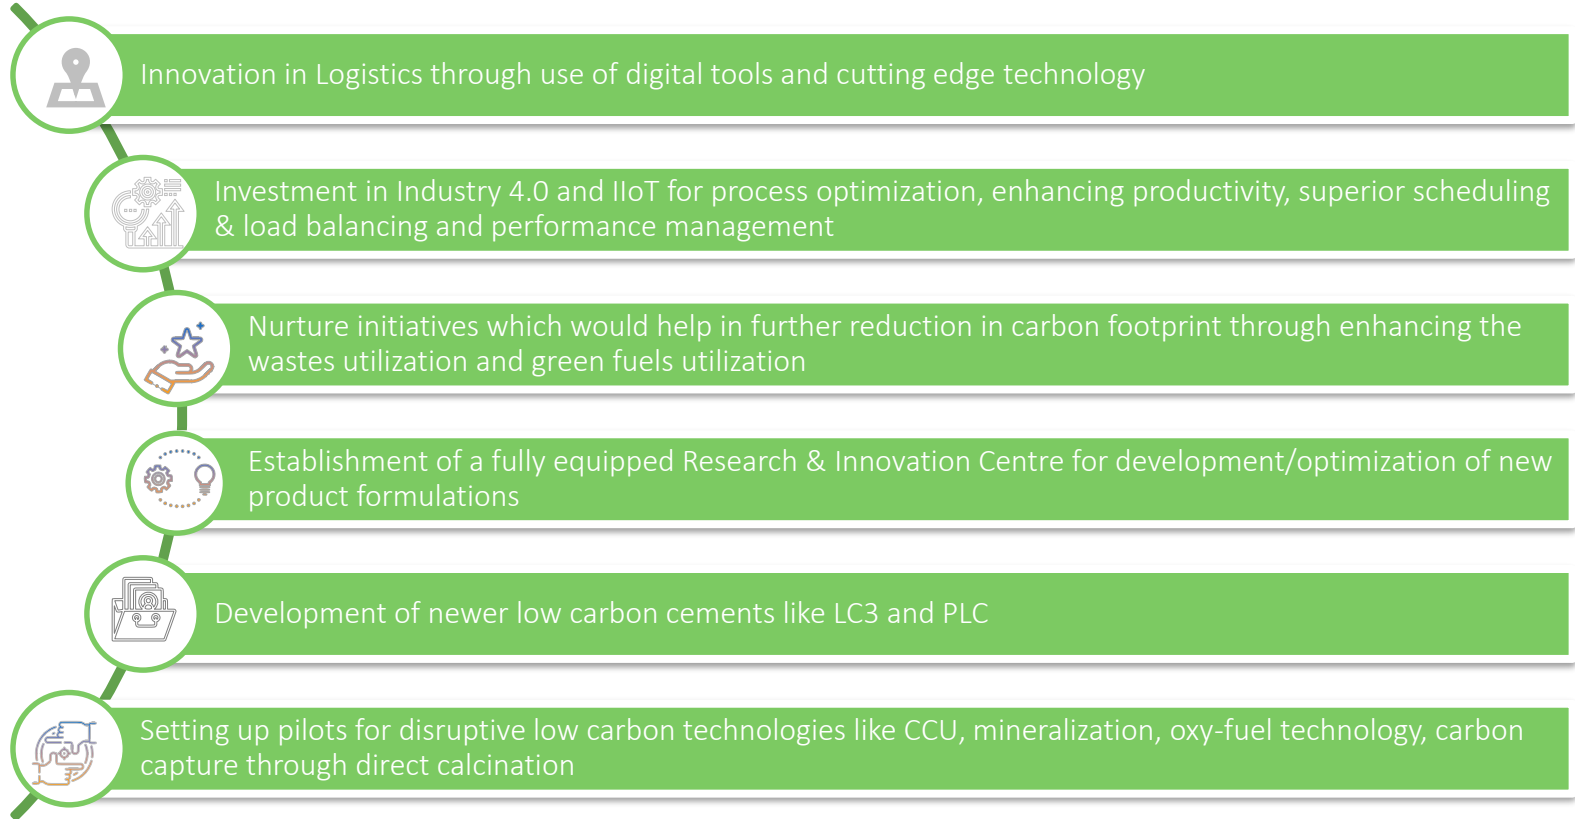 Innovation in Logistics through use of digital tools and cutting edge technology
Investment in Industry 4.0 and IIoT for process optimization, enhancing productivity, superior scheduling
& load balancing and performance management
Nurture initiatives which would help in further reduction in carbon footprint through enhancing the
wastes utilization and green fuels utilization
Establishment of a fully equipped Research & Innovation Centre for development/optimization of new
product formulations
Development of newer low carbon cements like LC3 and PLC
Setting up pilots for disruptive low carbon technologies like CCU, mineralization, oxy-fuel technology, carbon
capture through direct calcination